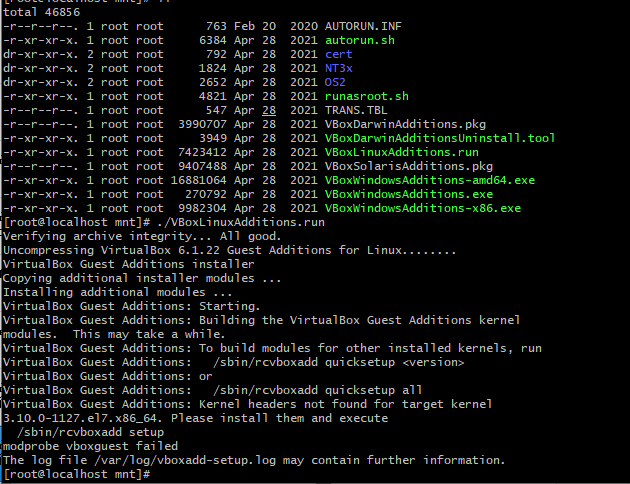 total 46856
-r--r--r--. 1 root root      763 Feb 20  2020 AUTORUN.INF
-r-xr-xr-x. 1 root root     6384 Apr 28  2021 autorun.sh
dr-xr-xr-x. 2 root root      792 Apr 28  2021 cert
dr-xr-xr-x. 2 root root     1824 Apr 28  2021 NT3x
dr-xr-xr-x. 2 root root     2652 Apr 28  2021 OS2
-r-xr-xr-x. 1 root root     4821 Apr 28  2021 runasroot.sh
-r--r--r--. 1 root root      547 Apr 28  2021 TRANS.TBL
-r--r--r--. 1 root root  3990707 Apr 28  2021 VBoxDarwinAdditions.pkg
-r-xr-xr-x. 1 root root     3949 Apr 28  2021 VBoxDarwinAdditionsUninstall.tool
-r-xr-xr-x. 1 root root  7423412 Apr 28  2021 VBoxLinuxAdditions.run
-r--r--r--. 1 root root  9407488 Apr 28  2021 VBoxSolarisAdditions.pkg
-r-xr-xr-x. 1 root root 16881064 Apr 28  2021 VBoxWindowsAdditions-amd64.exe
-r-xr-xr-x. 1 root root   270792 Apr 28  2021 VBoxWindowsAdditions.exe
-r-xr-xr-x. 1 root root  9982304 Apr 28  2021 VBoxWindowsAdditions-x86.exe
[root@localhost mnt]# ./VBoxLinuxAdditions.run
Verifying archive integrity... All good.
Uncompressing VirtualBox 6.1.22 Guest Additions for Linux........
VirtualBox Guest Additions installer
Copying additional installer modules ...
Installing additional modules ...
VirtualBox Guest Additions: Starting.
VirtualBox Guest Additions: Building the VirtualBox Guest Additions kernel
modules.  This may take a while.
VirtualBox Guest Additions: To build modules for other installed kernels, run
VirtualBox Guest Additions:   /sbin/rcvboxadd quicksetup <version>
VirtualBox Guest Additions: or
VirtualBox Guest Additions:   /sbin/rcvboxadd quicksetup all
VirtualBox Guest Additions: Kernel headers not found for target kernel
3.10.0-1127.el7.x86_64. Please install them and execute
  /sbin/rcvboxadd setup
modprobe vboxguest failed
The log file /var/log/vboxadd-setup.log may contain further information.
[root@localhost mnt]#